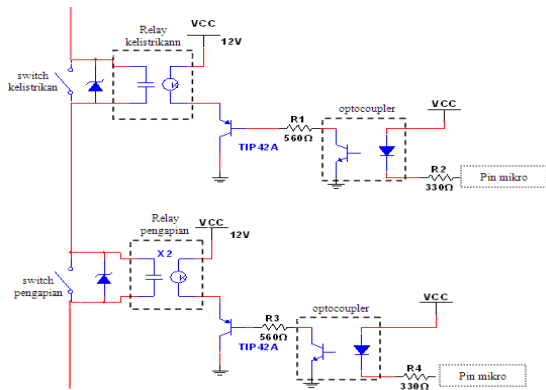 Relay
kelistrikann
VCC
12V
switch
kelistrikan
R1
560Ω
TIP42A
optocoupler
VCC
R2
330Ω
Pin mikro
Relay
pengapian
VCC
12V
X2
switch
pengapian
R3
560Ω
TIP42A
optocoupler
VCC
R4
330Ω
Pin mikro